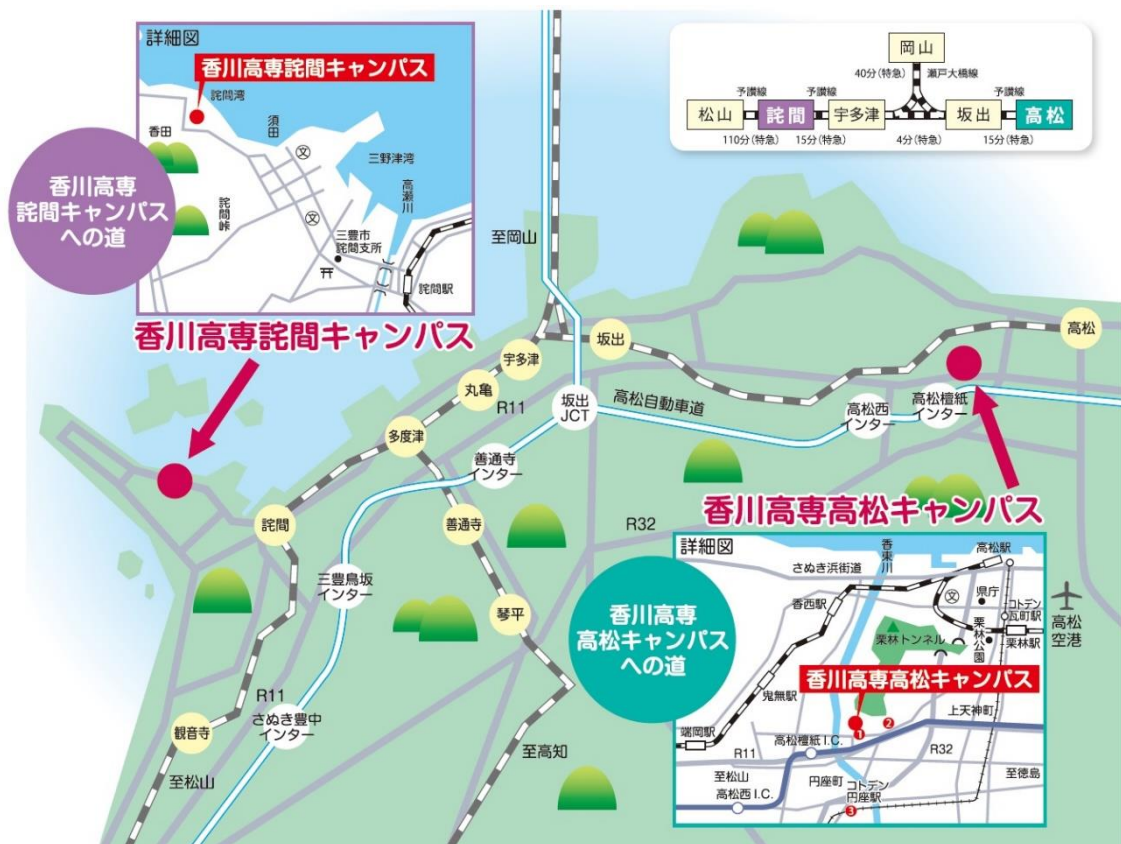 詳細図
香川高専詫間キャンパス
詫間湾
香田
須田
文
三野津湾
高瀬川
詫間峠
文
三豊市
詫間支所
詫間駅
香川高専
詫間キャンパス
への道
岡山
40分(特急)
瀬戸大橋線
予讃線
予讃線
予讃線
松山
詫間
宇多津
坂出
高松
110分(特急)
15分(特急)
4分(特急)
15分(特急)
至岡山
香川高専詫間キャンパス
宇多津
坂出
高松
丸亀
R11
坂出
JCT
高松自動車道
高松西
インター
高松檀紙
インター
多度津
善通寺
インター
詫間
善通寺
R32
香川高専高松キャンパス
三豊鳥坂
インター
琴平
R11
さぬき豊中
インター
観音寺
至松山
至高知
香川高専
高松キャンパス
への道
詳細図
香東川
高松駅
さぬき浜街道
香西駅
文
県庁
コトデン
瓦町駅
栗林トンネル
栗林公園
栗林駅
高松
空港
鬼無駅
香川高専高松キャンパス
端岡駅
1
2
上天神町
高松檀紙 I.C.
R11
R32
至松山
円座町
コトデン
円座駅
至徳島
高松西 I.C.
3